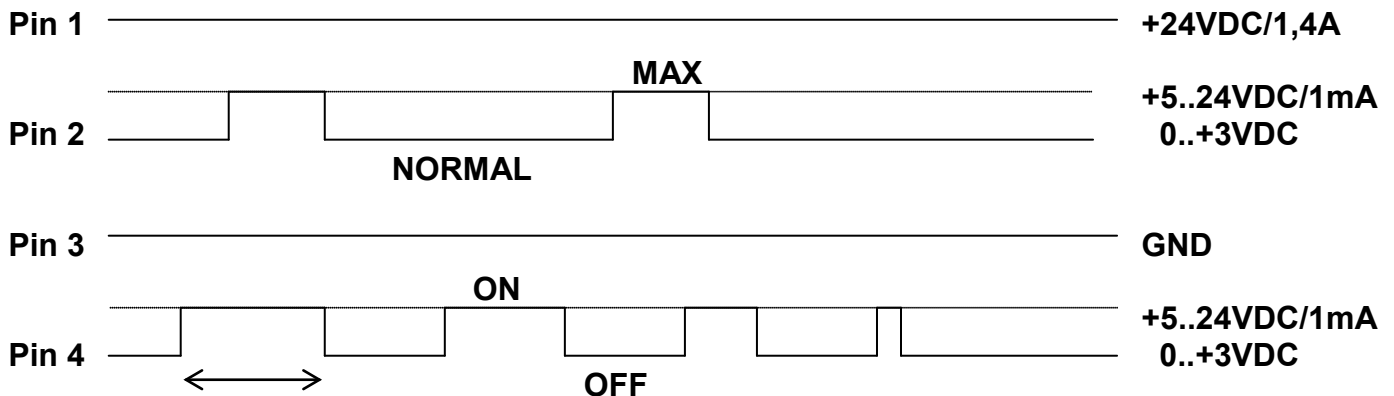 Pin 1 +24VDC/1,4A
MAX
+5..24VDC/1mA
Pin 2 0..+3VDC
NORMAL
Pin 3 GND
ON
+5..24VDC/1mA
Pin 4 0..+3VDC
OFF